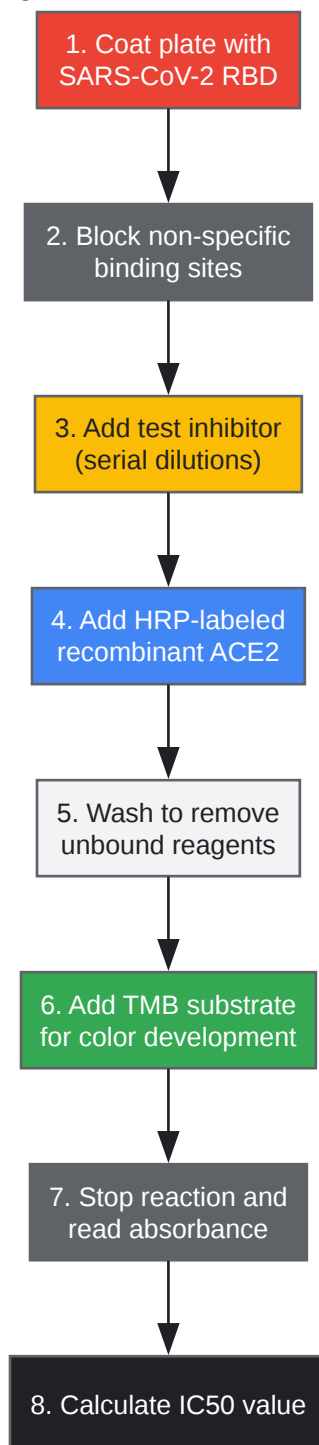 1. Coat plate with
SARS-CoV-2 RBD
2. Block non-specific
binding sites
3. Add test inhibitor
(serial dilutions)
4. Add HRP-labeled
recombinant ACE2
5. Wash to remove
unbound reagents
6. Add TMB substrate
for color development
7. Stop reaction and
read absorbance
8. Calculate IC50 value